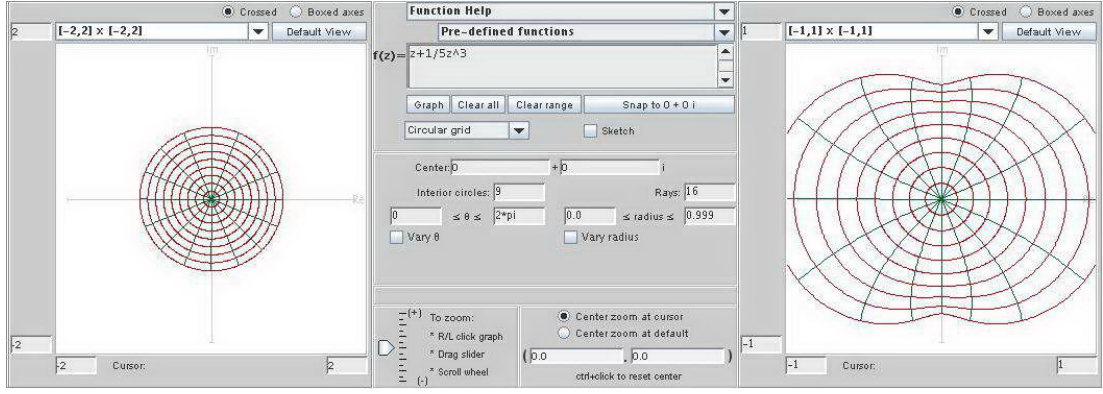 Crossed Boxed axes
2 [-2,2] x [-2,2] Default View
Im
Re
-2
-2 Cursor: 2
Function Help
Pre-defined functions
f(z)= z+1/5z^3
Graph Clear all Clear range Snap to 0 + 0 i
Circular grid Sketch
Center: 0 + 0 i
Interior circles: 9 Rays: 16
0 ≤ θ ≤ 2*pi 0.0 ≤ radius ≤ 0.999
Vary θ Vary radius
(+) To zoom:
* R/L click graph
* Drag slider
* Scroll wheel
(-)
Center zoom at cursor
Center zoom at default
( 0.0 , 0.0 )
ctrl+click to reset center
Crossed Boxed axes
1 [-1,1] x [-1,1] Default View
Im
-1
-1 Cursor: 1